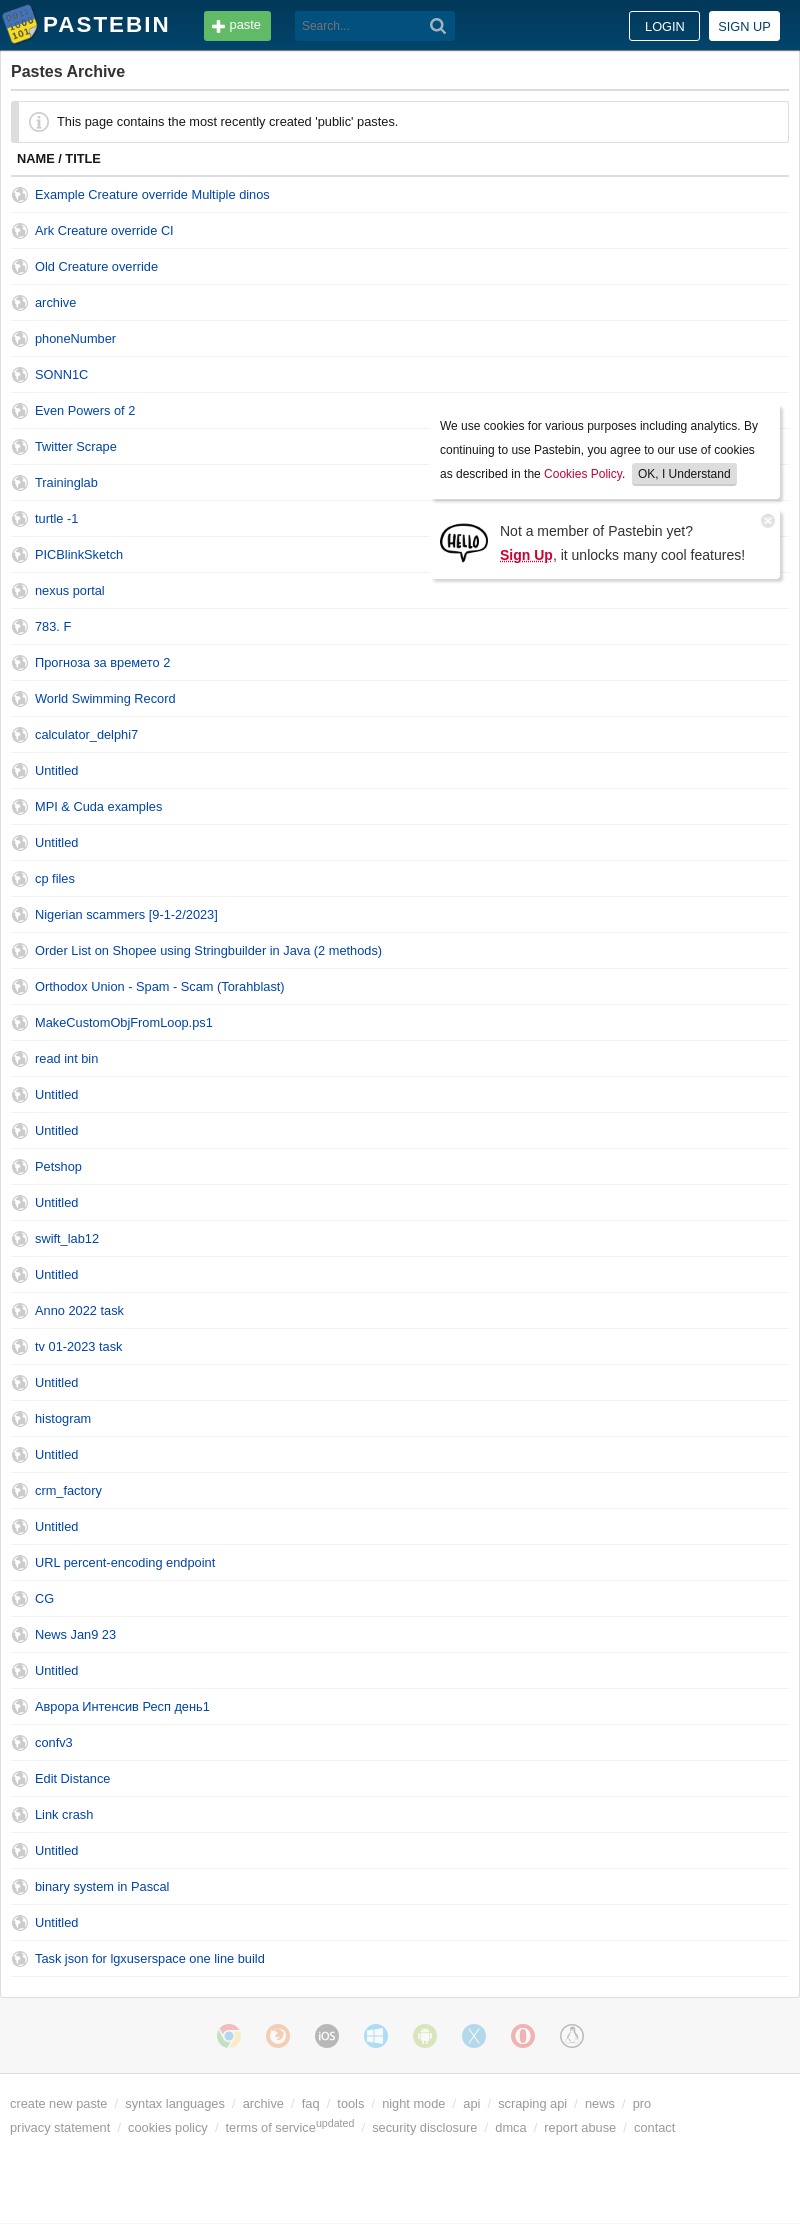 PASTEBIN
paste
Search...
LOGIN
SIGN UP
Pastes Archive
This page contains the most recently created 'public' pastes.
NAME / TITLE
Example Creature override Multiple dinos
Ark Creature override Cl
Old Creature override
archive
phoneNumber
SONN1C
Even Powers of 2
Twitter Scrape
Traininglab
turtle -1
PICBlinkSketch
nexus portal
783. F
Прогноза за времето 2
World Swimming Record
calculator_delphi7
Untitled
MPI & Cuda examples
Untitled
cp files
Nigerian scammers [9-1-2/2023]
Order List on Shopee using Stringbuilder in Java (2 methods)
Orthodox Union - Spam - Scam (Torahblast)
MakeCustomObjFromLoop.ps1
read int bin
Untitled
Untitled
Petshop
Untitled
swift_lab12
Untitled
Anno 2022 task
tv 01-2023 task
Untitled
histogram
Untitled
crm_factory
Untitled
URL percent-encoding endpoint
CG
News Jan9 23
Untitled
Аврора Интенсив Респ день1
confv3
Edit Distance
Link crash
Untitled
binary system in Pascal
Untitled
Task json for lgxuserspace one line build
We use cookies for various purposes including analytics. By
continuing to use Pastebin, you agree to our use of cookies
as described in the Cookies Policy. OK, I Understand
HELLO
Not a member of Pastebin yet?
Sign Up, it unlocks many cool features!
iOS
create new paste / syntax languages / archive / faq / tools / night mode / api / scraping api / news / pro
privacy statement / cookies policy / terms of service updated / security disclosure / dmca / report abuse / contact